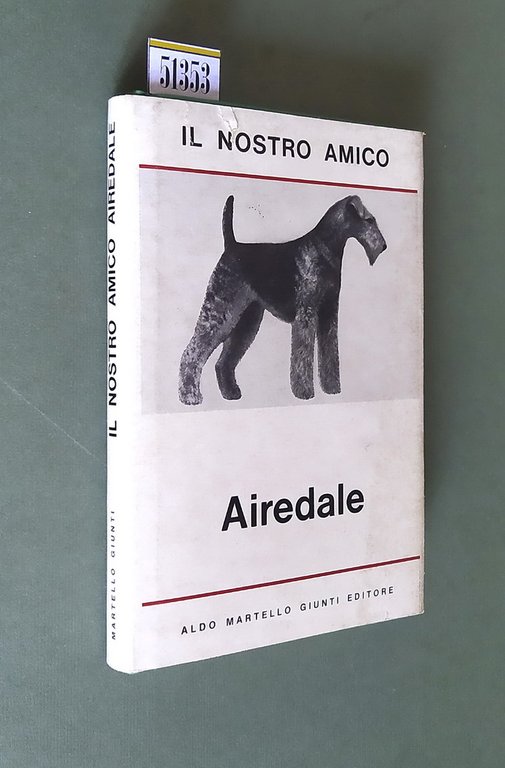 51353
IL NOSTRO AMICO
Airedale
ALDO MARTELLO GIUNTI EDITORE
IL NOSTRO AMICO AIREDALE
MARTELLO GIUNTI